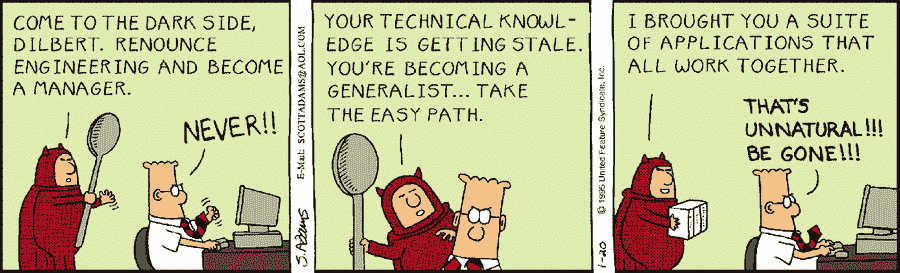 COME TO THE DARK SIDE,
DILBERT. RENOUNCE
ENGINEERING AND BECOME
A MANAGER.
NEVER!!
E-Mail: SCOTTADAMS@AOL.COM
S.Adams
YOUR TECHNICAL KNOWL-
EDGE IS GETTING STALE.
YOU'RE BECOMING A
GENERALIST... TAKE
THE EASY PATH.
© 1995 United Feature Syndicate, Inc.
1-20
I BROUGHT YOU A SUITE
OF APPLICATIONS THAT
ALL WORK TOGETHER.
THAT'S
UNNATURAL!!!
BE GONE!!!